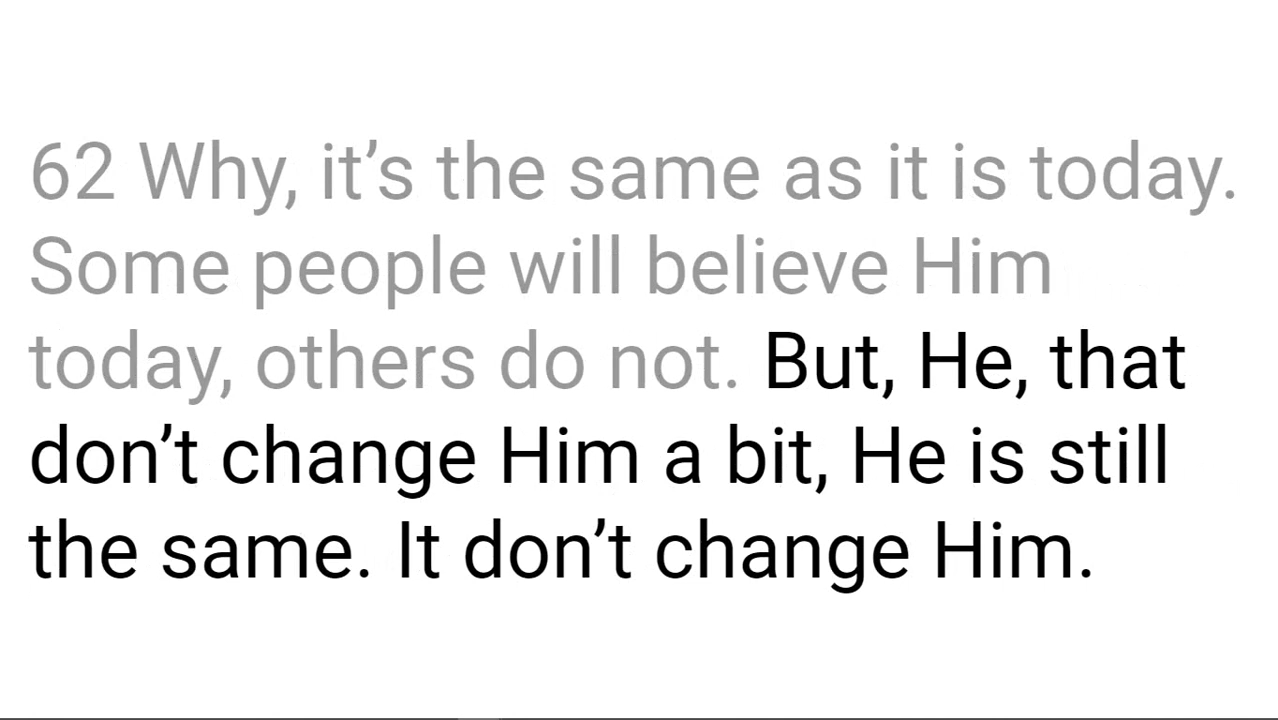 62 Why, it’s the same as it is today.
Some people will believe Him
today, others do not. But, He, that
don’t change Him a bit, He is still
the same. It don’t change Him.